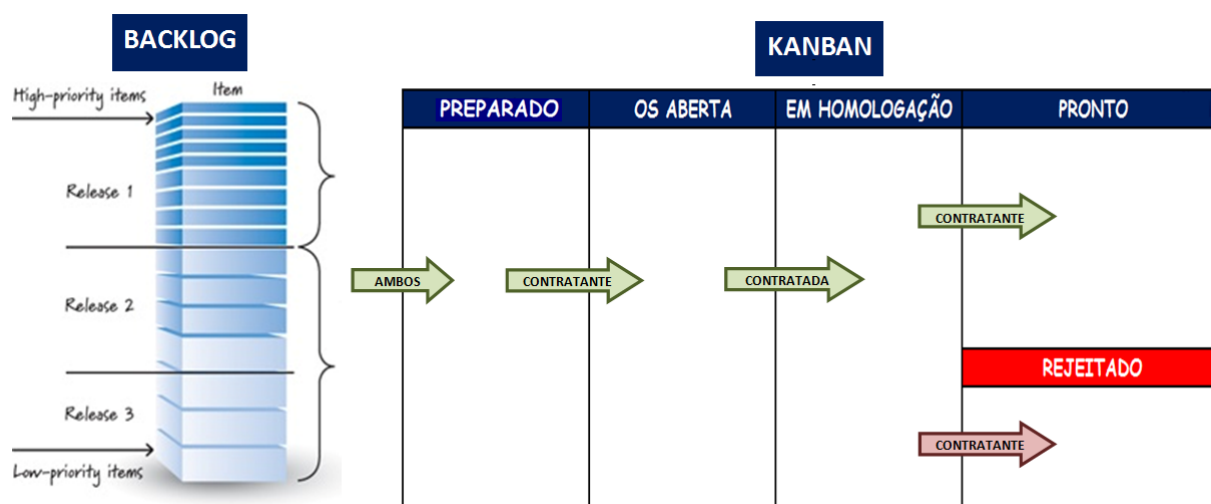 BACKLOG
KANBAN
High-priority items
Item
Release 1
Release 2
Release 3
Low-priority items
PREPARADO
OS ABERTA
EM HOMOLOGAÇÃO
PRONTO
AMBOS
CONTRATANTE
CONTRATADA
CONTRATANTE
REJEITADO
CONTRATANTE